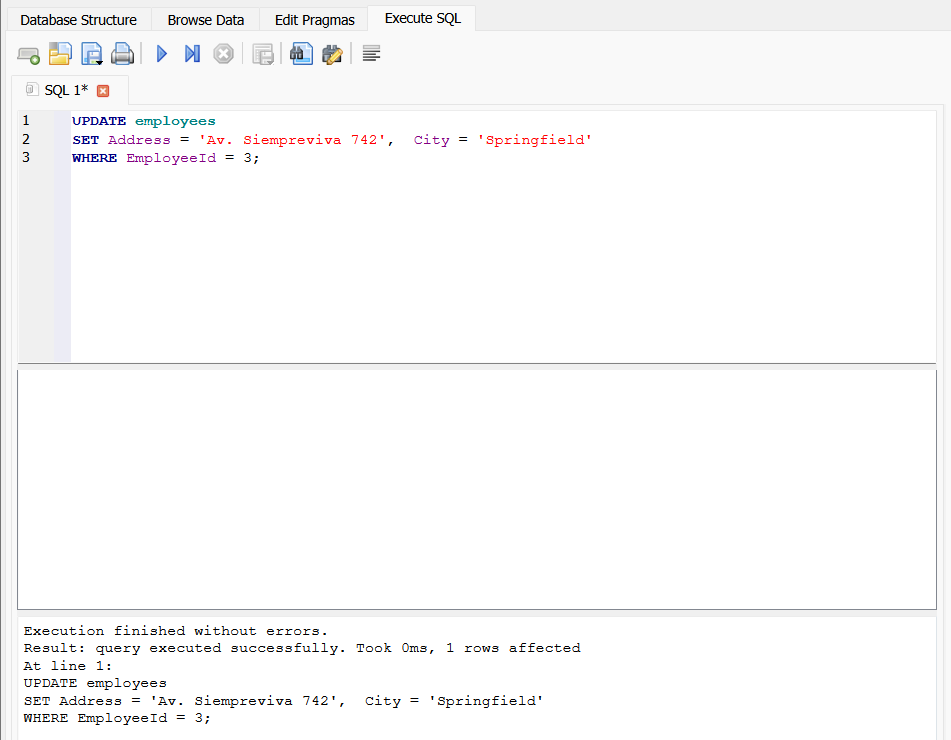 Database Structure Browse Data Edit Pragmas Execute SQL
SQL 1*
1 UPDATE employees
2 SET Address = 'Av. Siempreviva 742',  City = 'Springfield'
3 WHERE EmployeeId = 3;
Execution finished without errors.
Result: query executed successfully. Took 0ms, 1 rows affected
At line 1:
UPDATE employees
SET Address = 'Av. Siempreviva 742',  City = 'Springfield'
WHERE EmployeeId = 3;